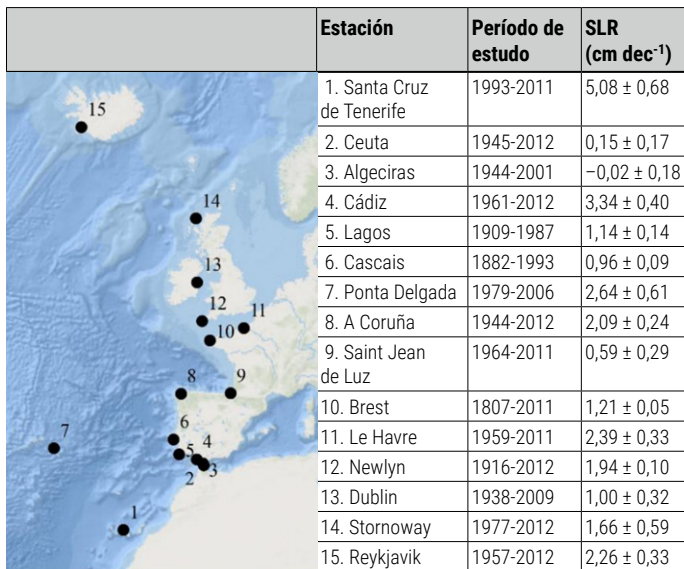 Estación Período de estudo SLR (cm dec⁻¹)
1. Santa Cruz de Tenerife 1993-2011 5,08 ± 0,68
2. Ceuta 1945-2012 0,15 ± 0,17
3. Algeciras 1944-2001 −0,02 ± 0,18
4. Cádiz 1961-2012 3,34 ± 0,40
5. Lagos 1909-1987 1,14 ± 0,14
6. Cascais 1882-1993 0,96 ± 0,09
7. Ponta Delgada 1979-2006 2,64 ± 0,61
8. A Coruña 1944-2012 2,09 ± 0,24
9. Saint Jean de Luz 1964-2011 0,59 ± 0,29
10. Brest 1807-2011 1,21 ± 0,05
11. Le Havre 1959-2011 2,39 ± 0,33
12. Newlyn 1916-2012 1,94 ± 0,10
13. Dublin 1938-2009 1,00 ± 0,32
14. Stornoway 1977-2012 1,66 ± 0,59
15. Reykjavik 1957-2012 2,26 ± 0,33
15
14
13
12
11
10
8
9
7
6
5
4
2
3
1